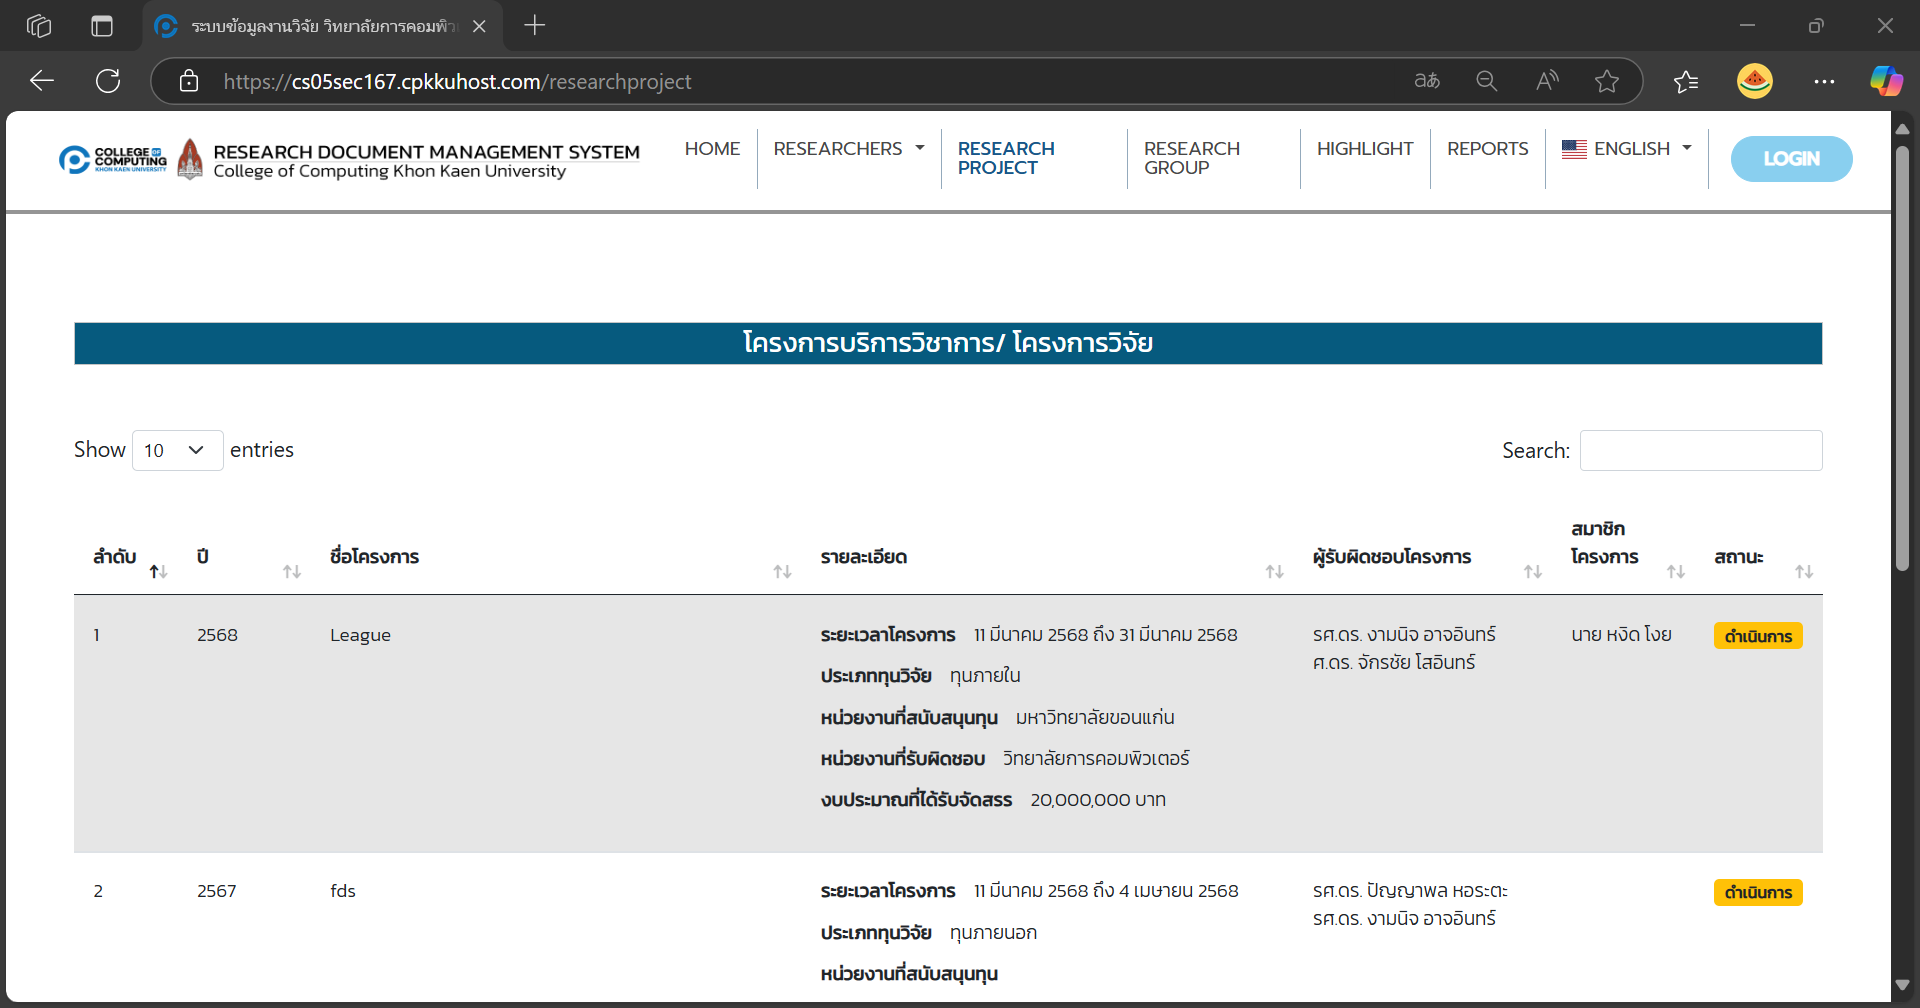 ระบบข้อมูลงานวิจัย วิทยาลัยการคอมพิว
https://cs05sec167.cpkkuhost.com/researchproject
COLLEGE OF COMPUTING KHON KAEN UNIVERSITY
RESEARCH DOCUMENT MANAGEMENT SYSTEM
College of Computing Khon Kaen University
HOME
RESEARCHERS
RESEARCH PROJECT
RESEARCH GROUP
HIGHLIGHT
REPORTS
ENGLISH
LOGIN
โครงการบริการวิชาการ/ โครงการวิจัย
Show 10 entries
Search:
ลำดับ ปี ชื่อโครงการ รายละเอียด ผู้รับผิดชอบโครงการ สมาชิกโครงการ สถานะ
1 2568 League ระยะเวลาโครงการ 11 มีนาคม 2568 ถึง 31 มีนาคม 2568 รศ.ดร. งามนิจ อาจอินทร์ นาย หงิด โงย ดำเนินการ
ศ.ดร. จักรชัย โสอินทร์
ประเภททุนวิจัย ทุนภายใน
หน่วยงานที่สนับสนุนทุน มหาวิทยาลัยขอนแก่น
หน่วยงานที่รับผิดชอบ วิทยาลัยการคอมพิวเตอร์
งบประมาณที่ได้รับจัดสรร 20,000,000 บาท
2 2567 fds ระยะเวลาโครงการ 11 มีนาคม 2568 ถึง 4 เมษายน 2568 รศ.ดร. ปัญญาพล หอระตะ ดำเนินการ
รศ.ดร. งามนิจ อาจอินทร์
ประเภททุนวิจัย ทุนภายนอก
หน่วยงานที่สนับสนุนทุน